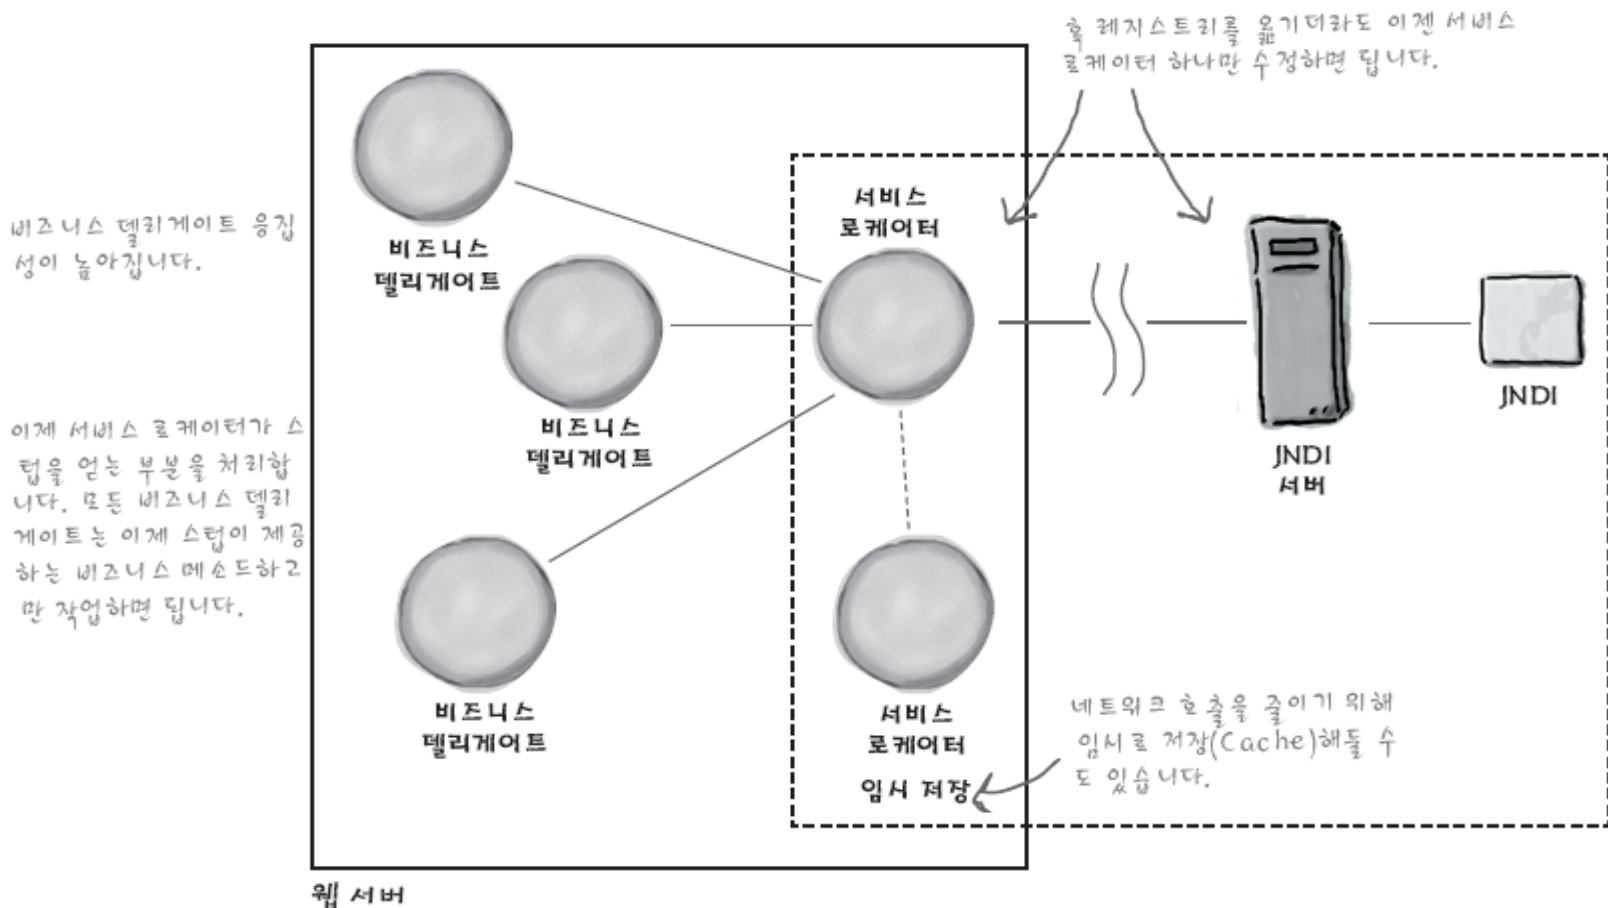 혹 레지스트리를 옮기더라도 이젠 서비스
로케이터 하나만 수정하면 됩니다.
비즈니스 델리게이트 응집
성이 높아집니다.
비즈니스
델리게이트
서비스
로케이터
비즈니스
델리게이트
JNDI
서버
JNDI
이제 서비스 로케이터가 스
텁을 얻는 부분을 처리합
니다. 모든 비즈니스 델리
게이트는 이제 스텁이 제공
하는 비즈니스 메소드하고
만 작업하면 됩니다.
비즈니스
델리게이트
서비스
로케이터
임시 저장
네트워크 호출을 줄이기 위해
임시로 저장(Cache)해둘 수
도 있습니다.
웹 서버